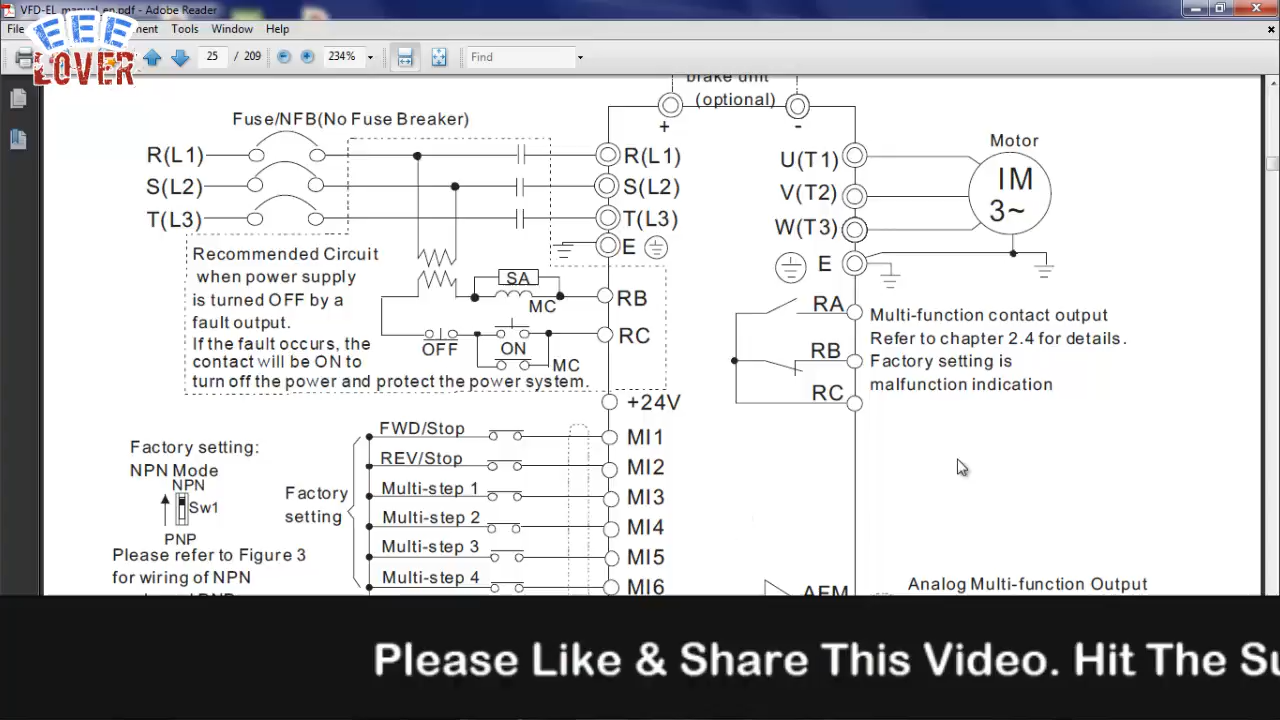 VFD-EL manual_en.pdf - Adobe Reader
File
Tools
Window
Help
EEE
LOVER
25
/ 209
234%
Find
brake unit
(optional)
+
-
Fuse/NFB(No Fuse Breaker)
R(L1)
S(L2)
T(L3)
R(L1)
S(L2)
T(L3)
E
Recommended Circuit
when power supply
is turned OFF by a
fault output.
If the fault occurs, the
contact will be ON to
turn off the power and protect the power system.
SA
MC
OFF
ON
MC
RB
RC
U(T1)
V(T2)
W(T3)
E
Motor
IM
3~
RA
RB
RC
Multi-function contact output
Refer to chapter 2.4 for details.
Factory setting is
malfunction indication
+24V
MI1
MI2
MI3
MI4
MI5
MI6
FWD/Stop
REV/Stop
Multi-step 1
Multi-step 2
Multi-step 3
Multi-step 4
Factory
setting
Factory setting:
NPN Mode
NPN
Sw1
PNP
Please refer to Figure 3
for wiring of NPN
AFM
Analog Multi-function Output
Please Like & Share This Video. Hit The Su